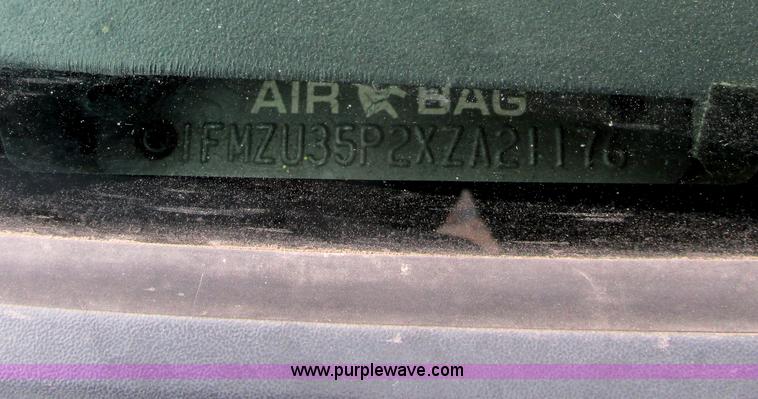 AIR BAG
1FMZU35P2XZA21176
www.purplewave.com